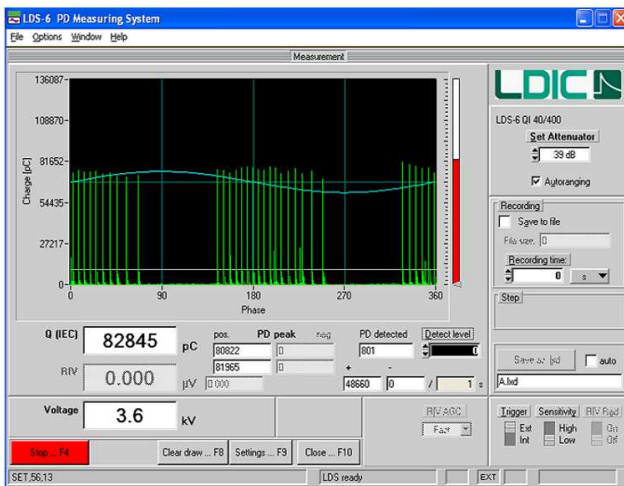 LDS-6 PD Measuring System
File Options Window Help
Measurement
136087
108870
81652
54435
27217
0
Charge [pC]
0 90 180 270 360
Phase
LDIC
LDS-6 QI 40/400
Set Attenuator
39 dB
Autoranging
Recording
Save to file
File size: 0
Recording time:
0 s
Step
Save as lxd auto
A.lxd
Q (IEC) 82845 pC
pos. PD peak neg
80822 0
81965 0
PD detected Detect level
801 0
+ -
48660 0 / 1 s
RIV 0.000 µV 0.000
Voltage 3.6 kV
RIV AGC
Fast
Trigger Sensitivity RIV Rgd
Ext High On
Int Low Off
Stop ... F4 Clear draw ... F8 Settings ... F9 Close ... F10
SET,56,13 LDS ready EXT